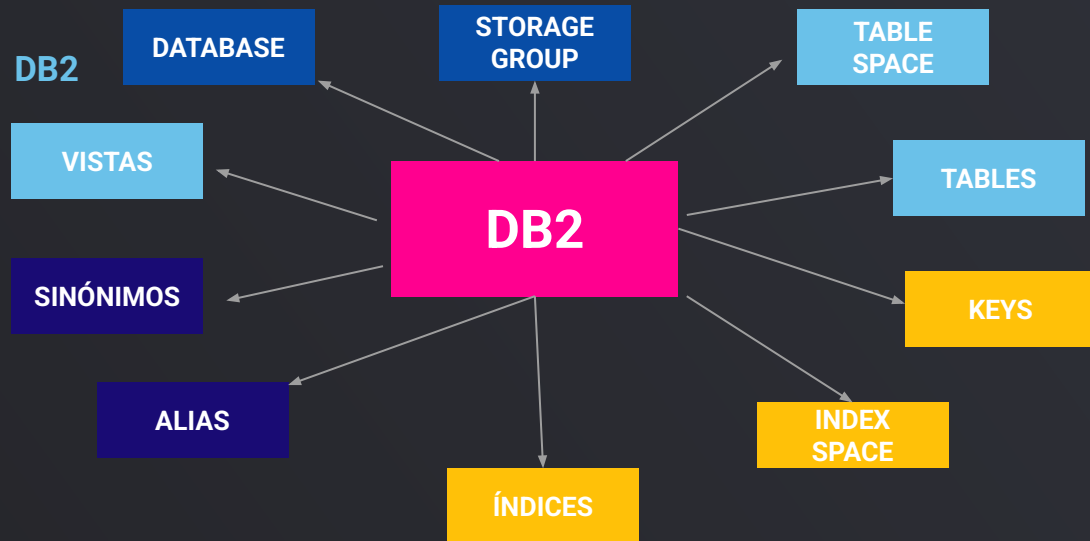 DB2
DATABASE
STORAGE
GROUP
TABLE
SPACE
VISTAS
TABLES
DB2
SINÓNIMOS
KEYS
ALIAS
INDEX
SPACE
ÍNDICES